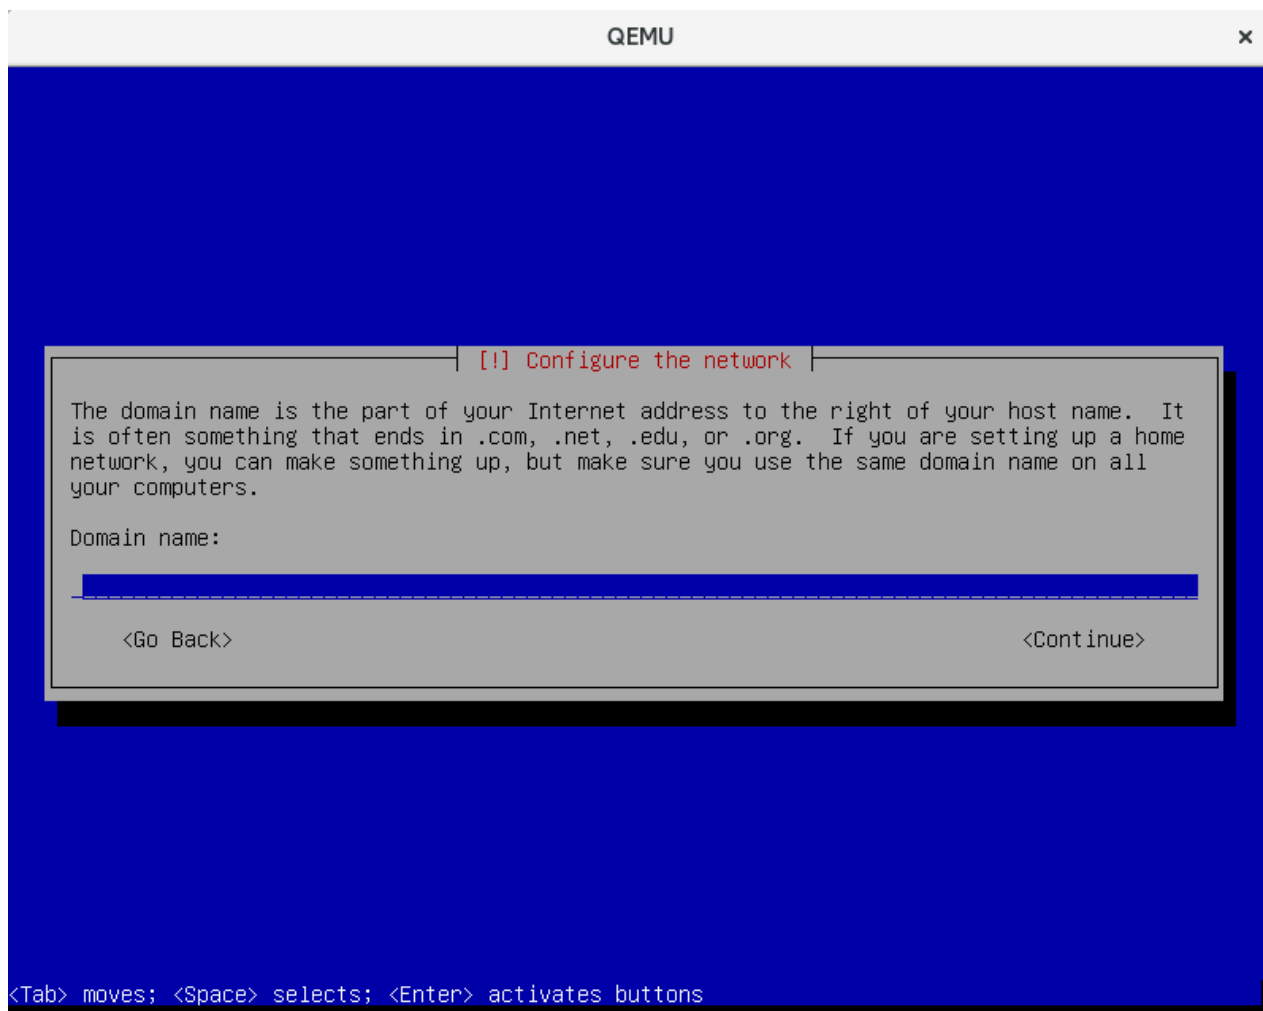 QEMU
[!] Configure the network
The domain name is the part of your Internet address to the right of your host name.  It
is often something that ends in .com, .net, .edu, or .org.  If you are setting up a home
network, you can make something up, but make sure you use the same domain name on all
your computers.
Domain name:
<Go Back> <Continue>
<Tab> moves; <Space> selects; <Enter> activates buttons